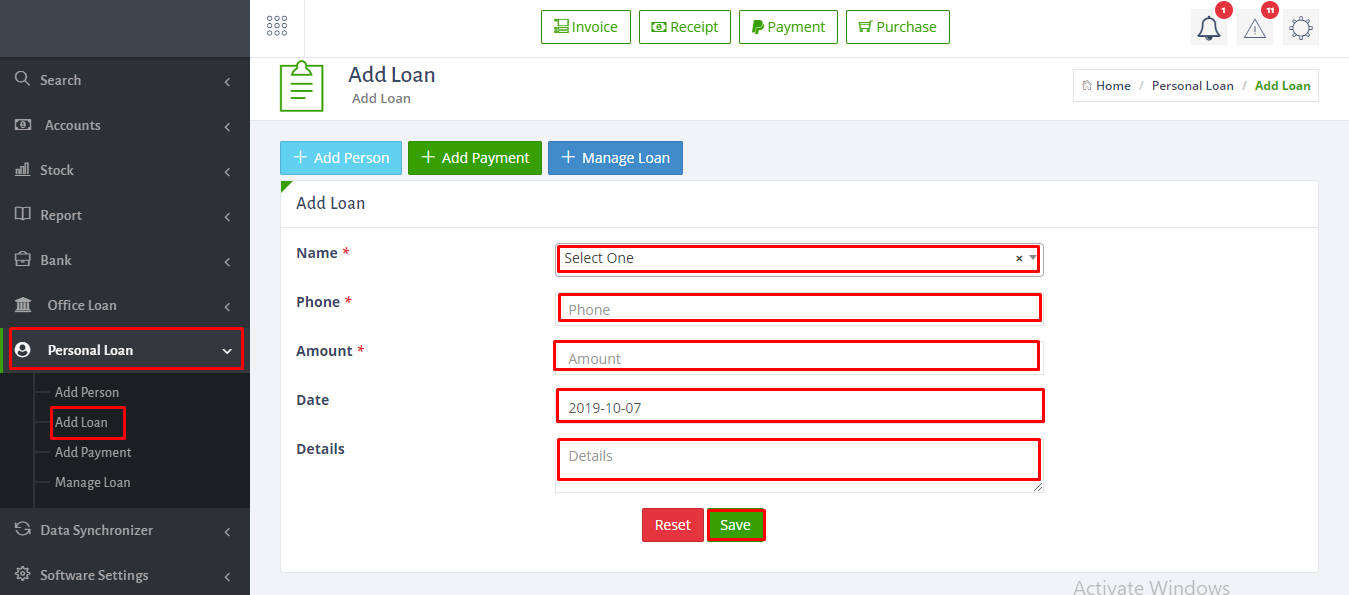 Invoice Receipt Payment Purchase 1 11
Add Loan
Add Loan
Home / Personal Loan / Add Loan
Search
Accounts
Stock
Report
Bank
Office Loan
Personal Loan
Add Person
Add Loan
Add Payment
Manage Loan
Data Synchronizer
Software Settings
+ Add Person + Add Payment + Manage Loan
Add Loan
Name * Select One × 
Phone * Phone
Amount * Amount
Date 2019-10-07
Details Details
Reset Save
Activate Windows